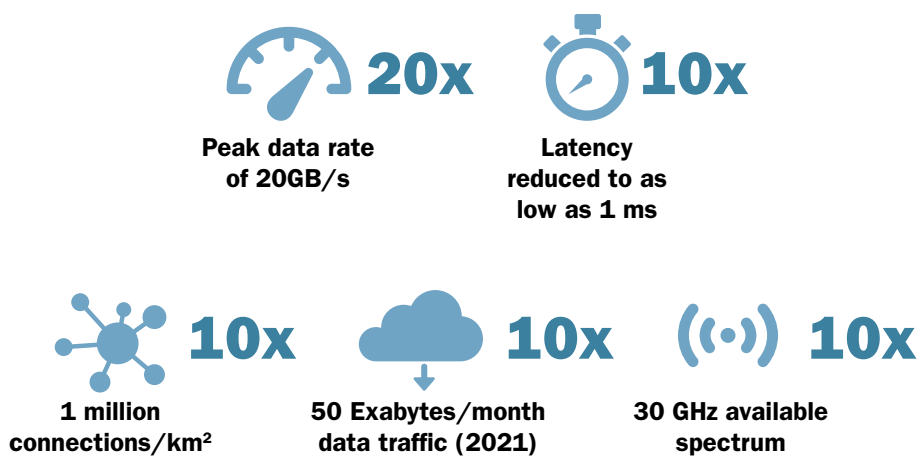 20x
Peak data rate
of 20GB/s
10x
Latency
reduced to as
low as 1 ms
10x
1 million
connections/km²
10x
50 Exabytes/month
data traffic (2021)
10x
30 GHz available
spectrum